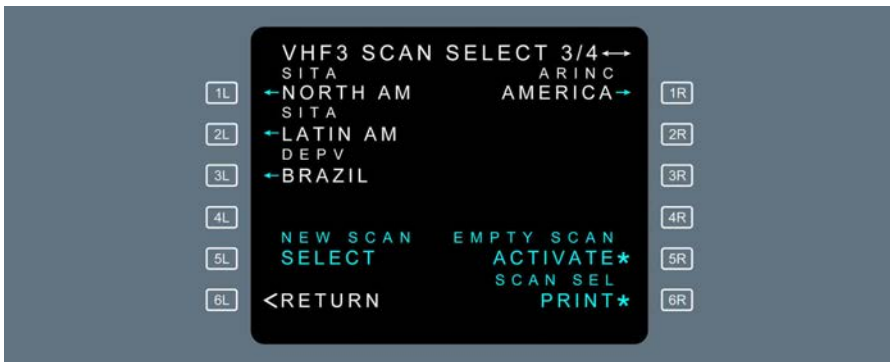 VHF3 SCAN SELECT 3/4←→
SITA ARINC
1L ←NORTH AM AMERICA→ 1R
SITA
2L ←LATIN AM 2R
DEPV
3L ←BRAZIL 3R
4L 4R
NEW SCAN EMPTY SCAN
5L SELECT ACTIVATE* 5R
SCAN SEL
6L <RETURN PRINT* 6R